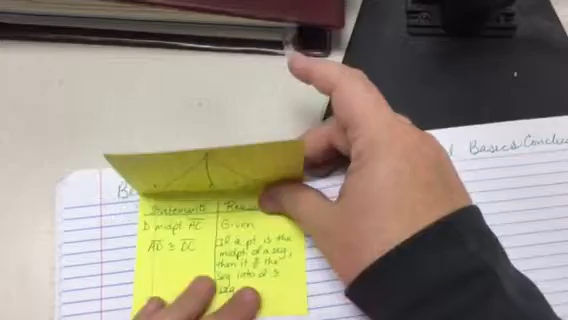 Basics Conclu
Statements
D midpt AC
Given
AD ≅ DC
If a pt is the
midpt of a seg,
then it ÷ the
seg into 2 ≅
seg